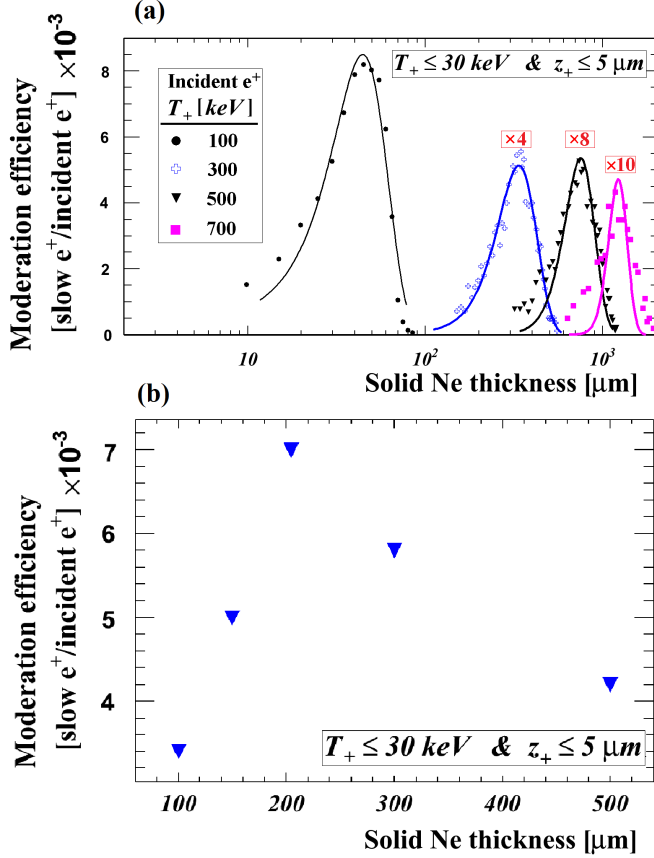 (a)
Moderation efficiency
[slow e⁺/incident e⁺] ×10⁻³
T₊ ≤ 30 keV & z₊ ≤ 5 μm
Incident e⁺
T₊ [keV]
100
300
500
700
×4
×8
×10
8
6
4
2
0
10
10²
10³
Solid Ne thickness [μm]
(b)
Moderation efficiency
[slow e⁺/incident e⁺] ×10⁻³
7
6
5
4
T₊ ≤ 30 keV & z₊ ≤ 5 μm
100 200 300 400 500
Solid Ne thickness [μm]